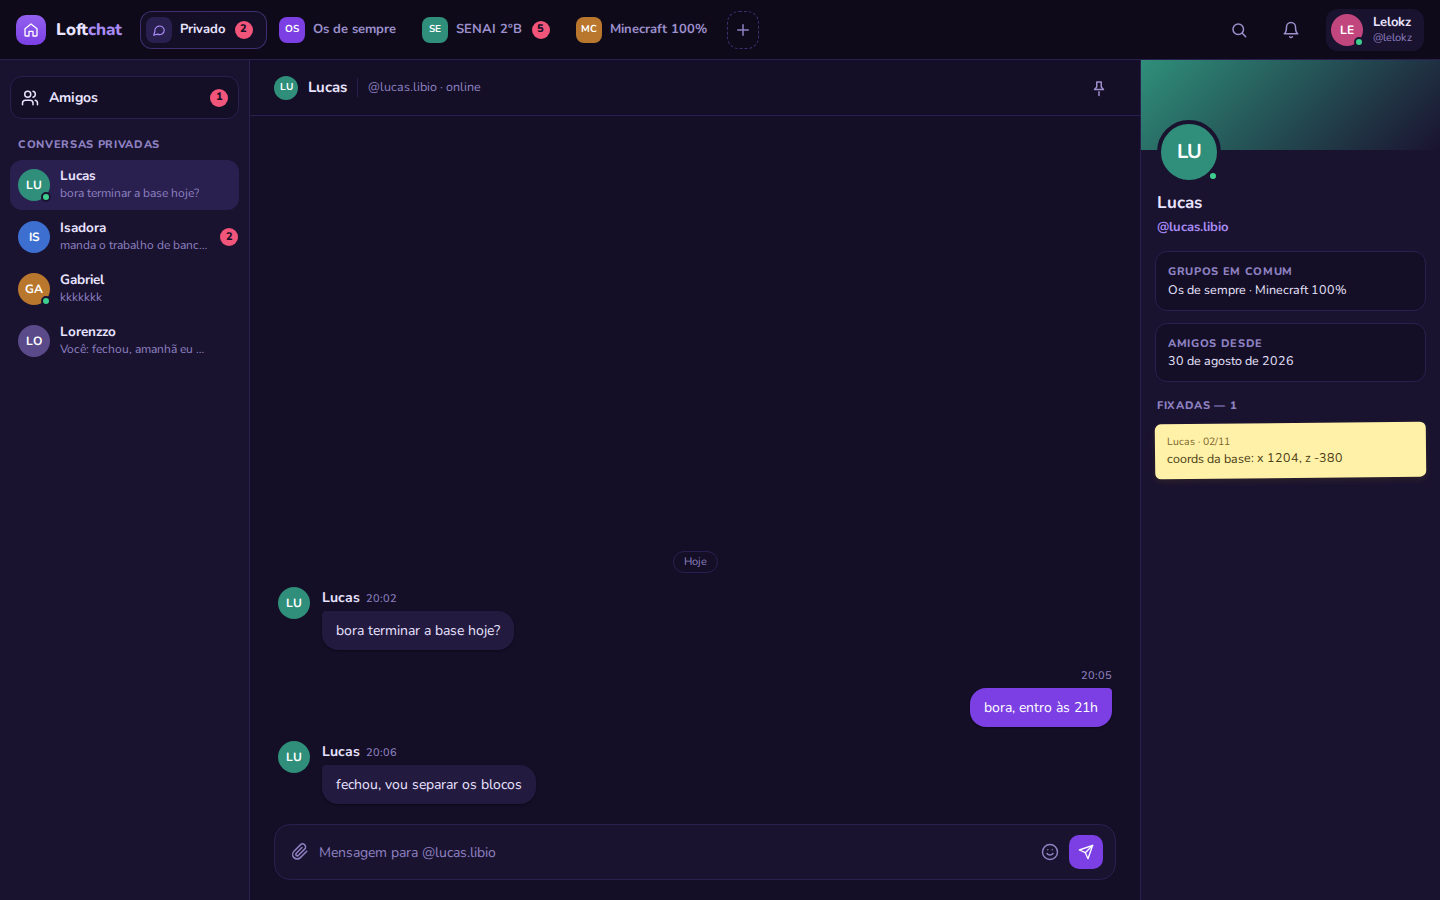 Loftchat
Privado 2
OS Os de sempre
SE SENAI 2ºB 5
MC Minecraft 100%
LE Lelokz
@lelokz
Amigos 1
CONVERSAS PRIVADAS
LU Lucas
bora terminar a base hoje?
IS Isadora
manda o trabalho de banc... 2
GA Gabriel
kkkkkkk
LO Lorenzzo
Você: fechou, amanhã eu ...
LU Lucas @lucas.libio · online
Hoje
LU Lucas 20:02
bora terminar a base hoje?
20:05
bora, entro às 21h
LU Lucas 20:06
fechou, vou separar os blocos
Mensagem para @lucas.libio
LU
Lucas
@lucas.libio
GRUPOS EM COMUM
Os de sempre · Minecraft 100%
AMIGOS DESDE
30 de agosto de 2026
FIXADAS — 1
Lucas · 02/11
coords da base: x 1204, z -380